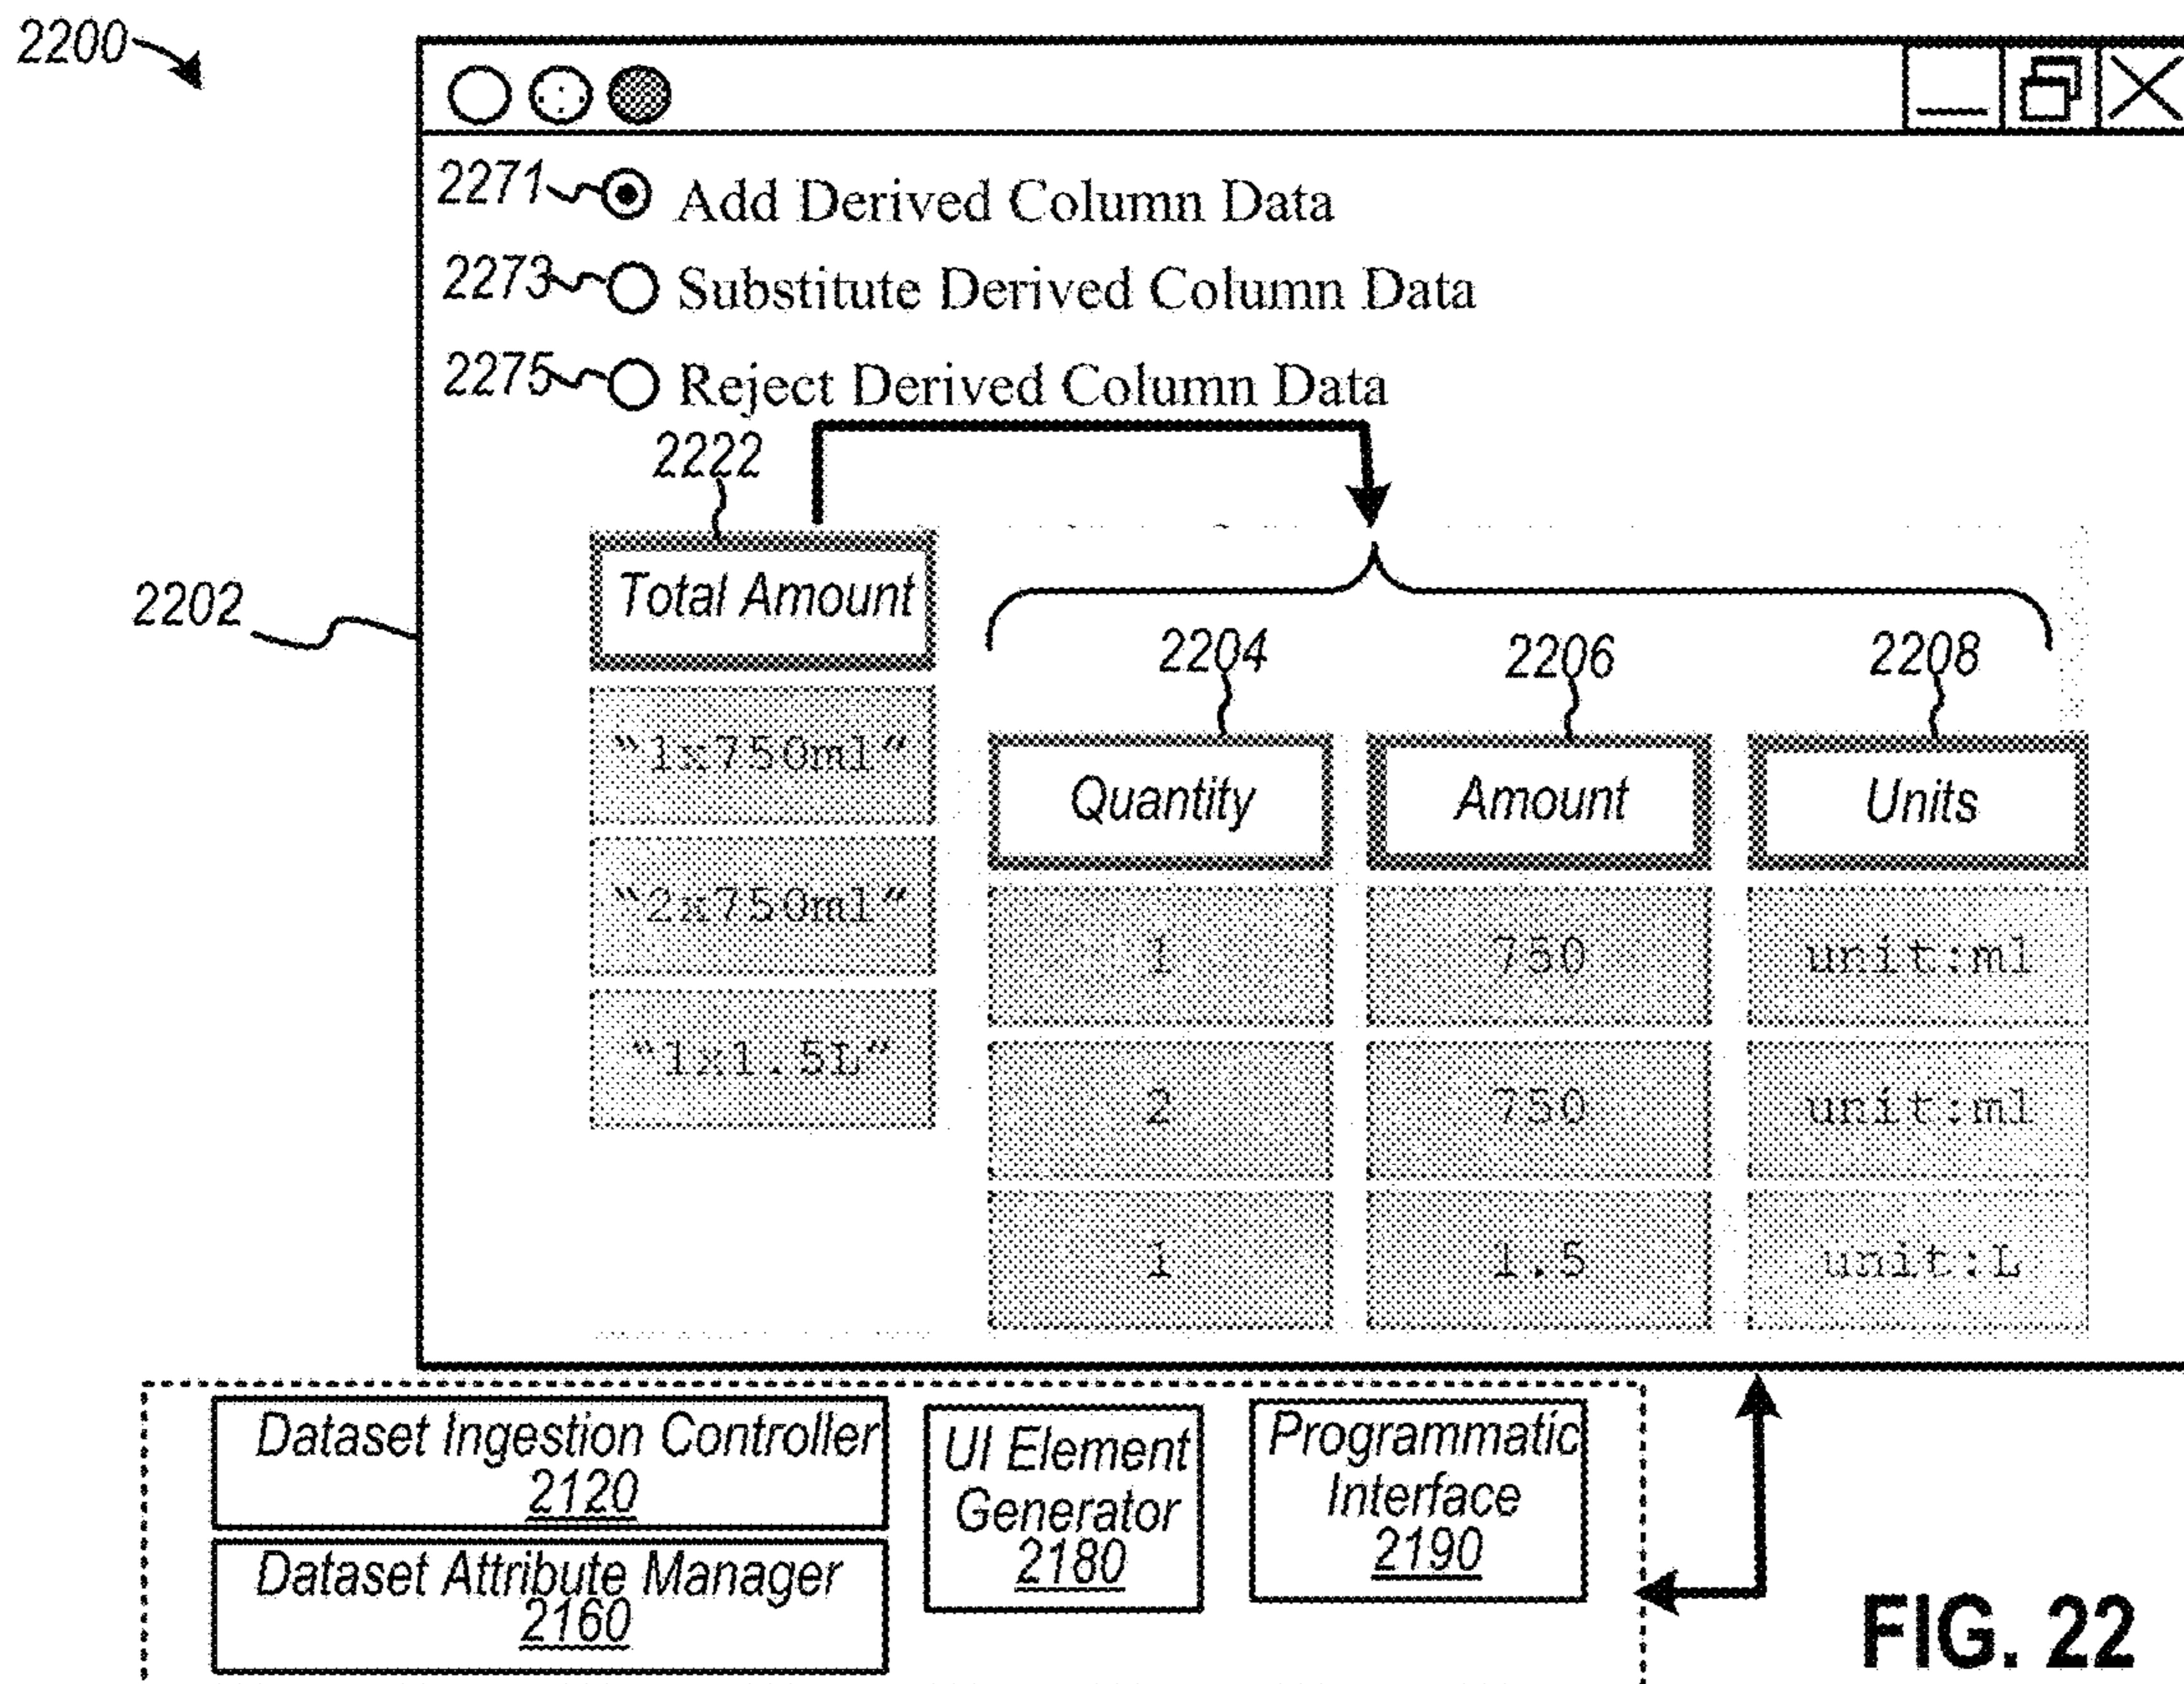 2200
2271 Add Derived Column Data
2273 Substitute Derived Column Data
2275 Reject Derived Column Data
2222
2202
Total Amount
2204 2206 2208
"1x750ml"
Quantity Amount Units
"2x750ml"
1 750 unit:ml
"1x1.5L"
2 750 unit:ml
1 1.5 unit:L
Dataset Ingestion Controller
2120
UI Element
Generator
2180
Programmatic
Interface
2190
Dataset Attribute Manager
2160
FIG. 22